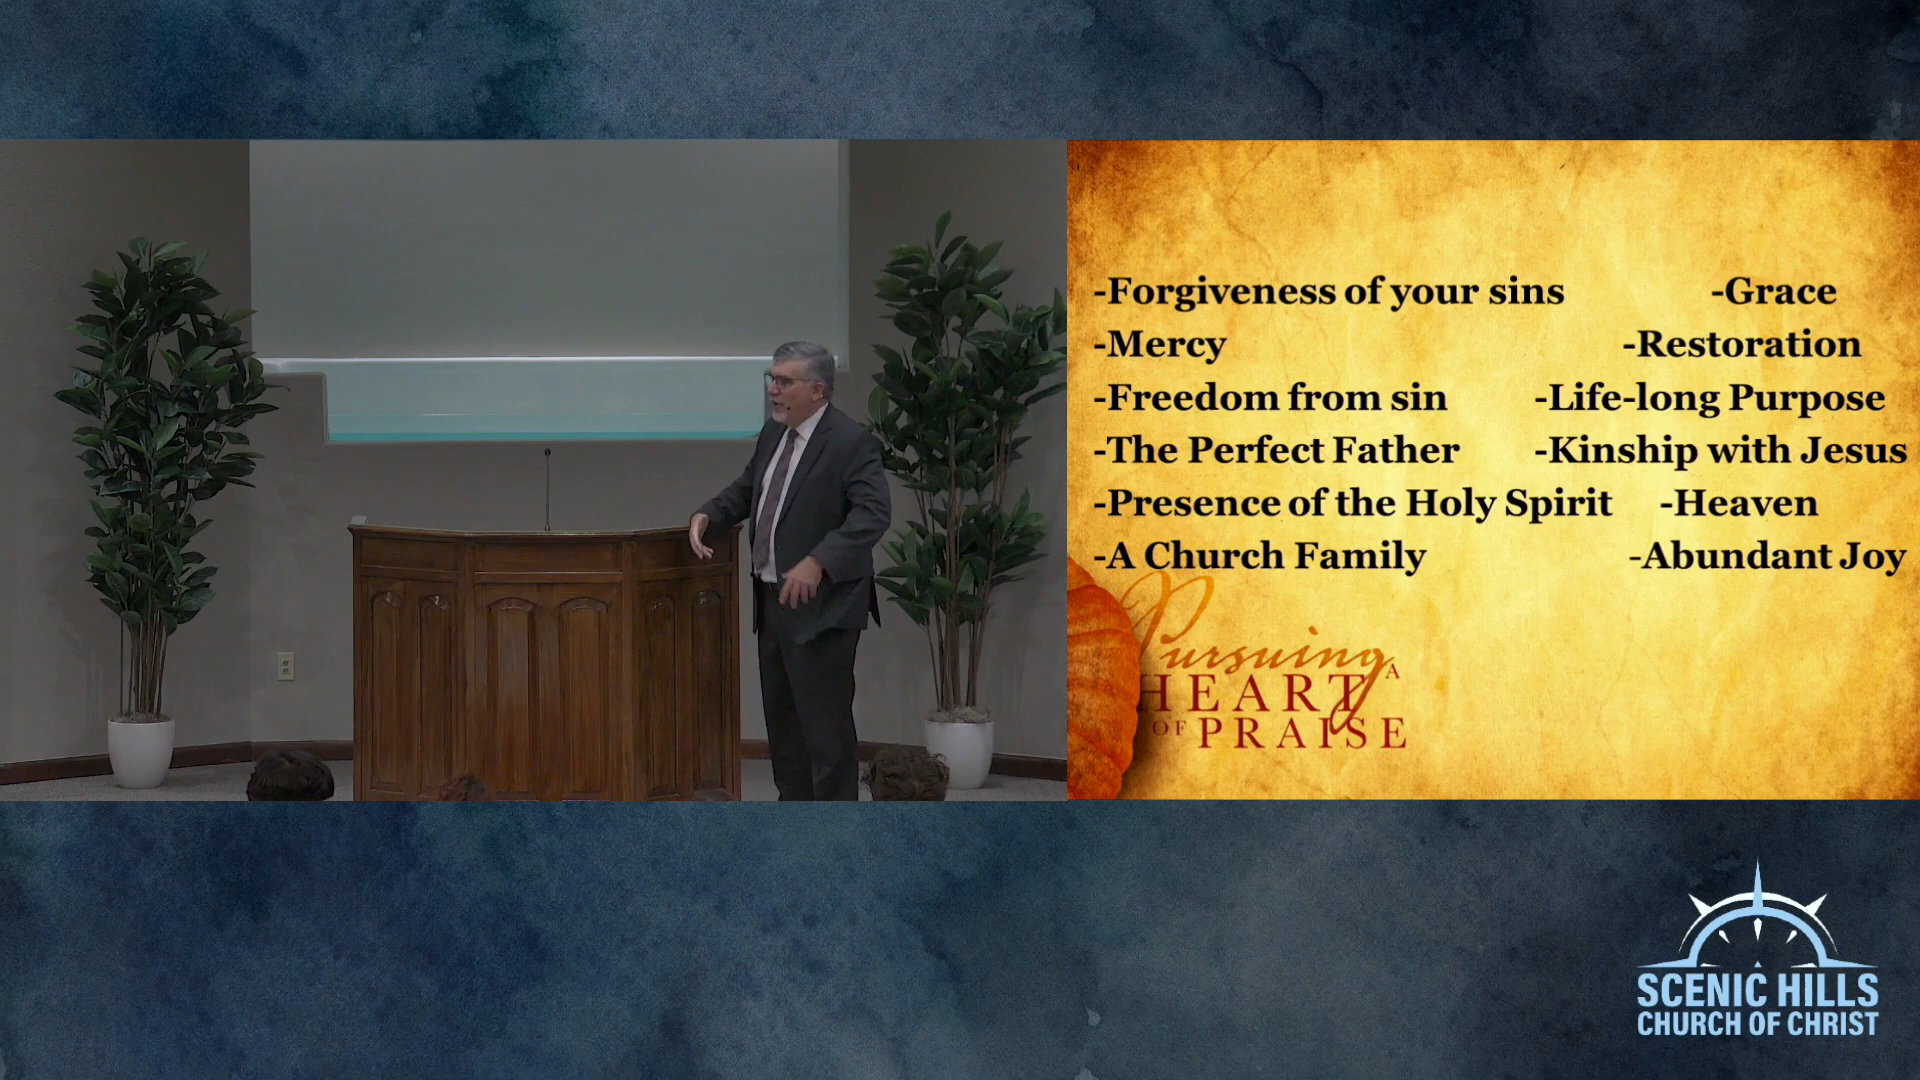 -Forgiveness of your sins -Grace
-Mercy -Restoration
-Freedom from sin -Life-long Purpose
-The Perfect Father -Kinship with Jesus
-Presence of the Holy Spirit -Heaven
-A Church Family -Abundant Joy
Pursuing A
HEART
OF PRAISE
SCENIC HILLS
CHURCH OF CHRIST